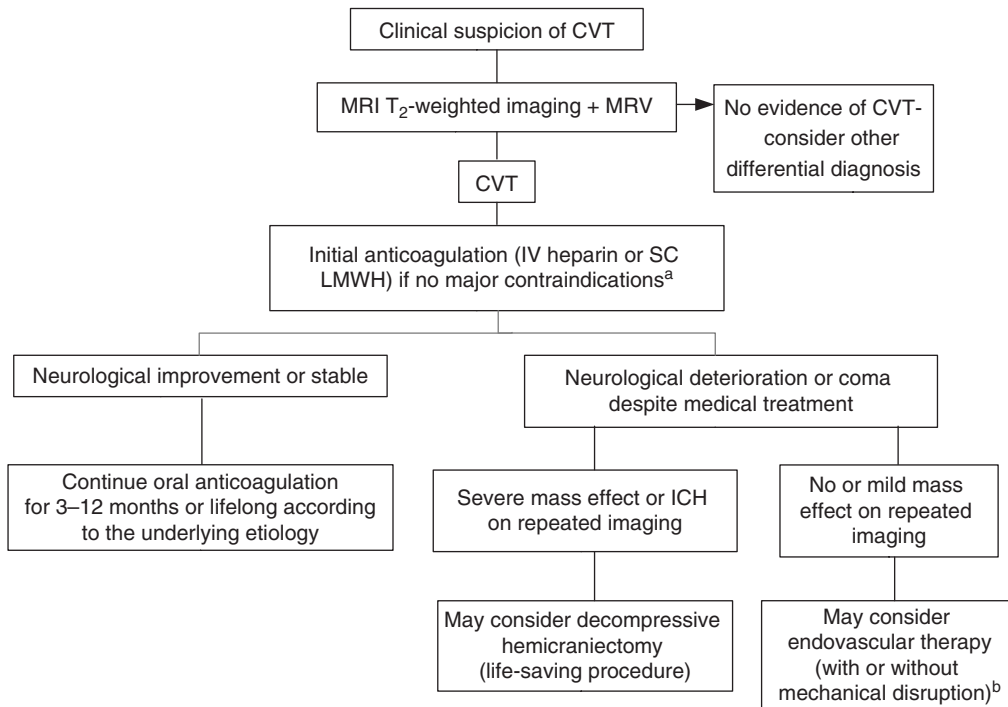 Clinical suspicion of CVT
MRI T₂-weighted imaging + MRV
No evidence of CVT-
consider other
differential diagnosis
CVT
Initial anticoagulation (IV heparin or SC
LMWH) if no major contraindicationsᵃ
Neurological improvement or stable
Neurological deterioration or coma
despite medical treatment
Continue oral anticoagulation
for 3–12 months or lifelong according
to the underlying etiology
Severe mass effect or ICH
on repeated imaging
No or mild mass
effect on repeated
imaging
May consider decompressive
hemicraniectomy
(life-saving procedure)
May consider
endovascular therapy
(with or without
mechanical disruption)ᵇ